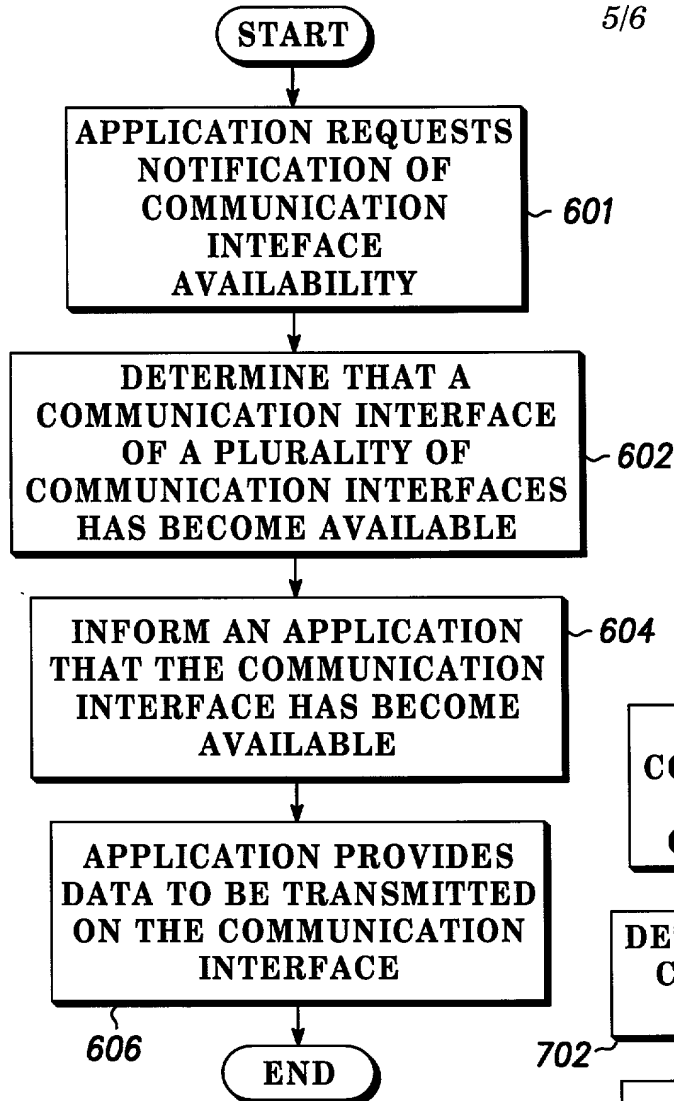 5/6
START
APPLICATION REQUESTS
NOTIFICATION OF
COMMUNICATION
INTEFACE
AVAILABILITY
601
DETERMINE THAT A
COMMUNICATION INTERFACE
OF A PLURALITY OF
COMMUNICATION INTERFACES
HAS BECOME AVAILABLE
602
INFORM AN APPLICATION
THAT THE COMMUNICATION
INTERFACE HAS BECOME
AVAILABLE
604
APPLICATION PROVIDES
DATA TO BE TRANSMITTED
ON THE COMMUNICATION
INTERFACE
606
END
702